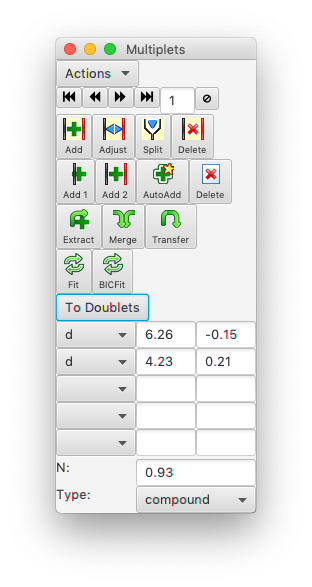 Multiplets
Actions
1
Add Adjust Split Delete
Add 1 Add 2 AutoAdd Delete
Extract Merge Transfer
Fit BICFit
To Doublets
d 6.26 -0.15
d 4.23 0.21
N: 0.93
Type: compound